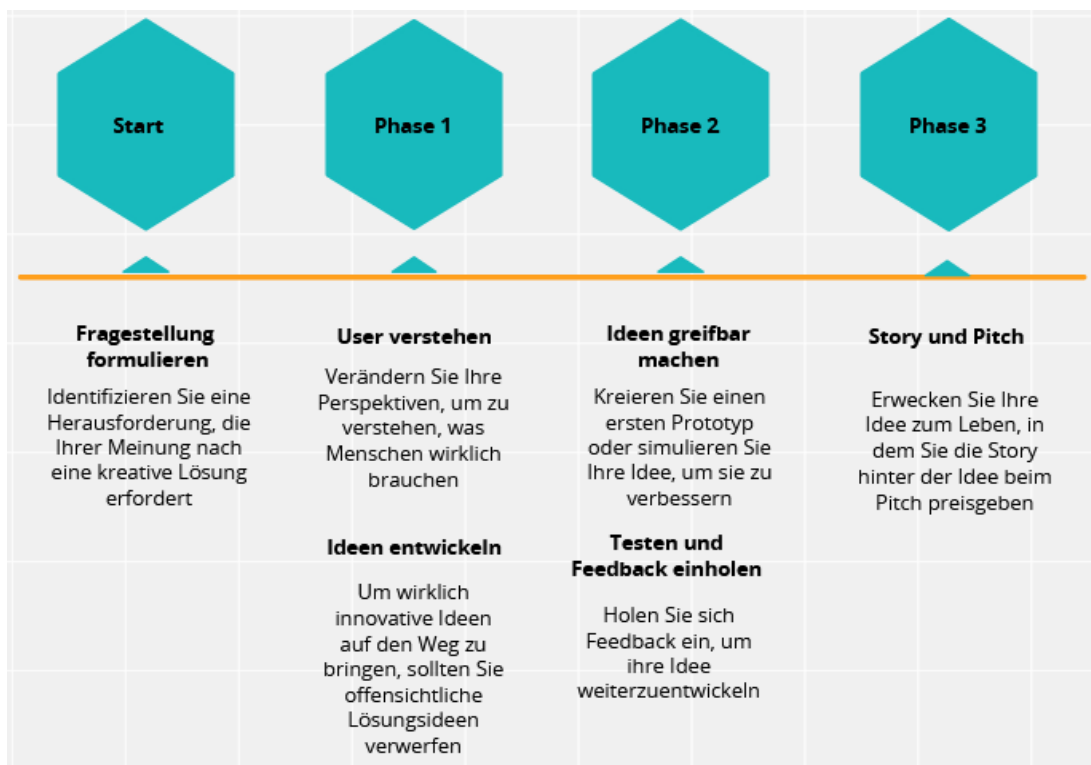 Start
Phase 1
Phase 2
Phase 3
Fragestellung
formulieren
Identifizieren Sie eine
Herausforderung, die
Ihrer Meinung nach
eine kreative Lösung
erfordert
User verstehen
Verändern Sie Ihre
Perspektiven, um zu
verstehen, was
Menschen wirklich
brauchen
Ideen entwickeln
Um wirklich
innovative Ideen
auf den Weg zu
bringen, sollten Sie
offensichtliche
Lösungsideen
verwerfen
Ideen greifbar
machen
Kreieren Sie einen
ersten Prototyp
oder simulieren Sie
Ihre Idee, um sie zu
verbessern
Testen und
Feedback einholen
Holen Sie sich
Feedback ein, um
ihre Idee
weiterzuentwickeln
Story und Pitch
Erwecken Sie Ihre
Idee zum Leben, in
dem Sie die Story
hinter der Idee beim
Pitch preisgeben